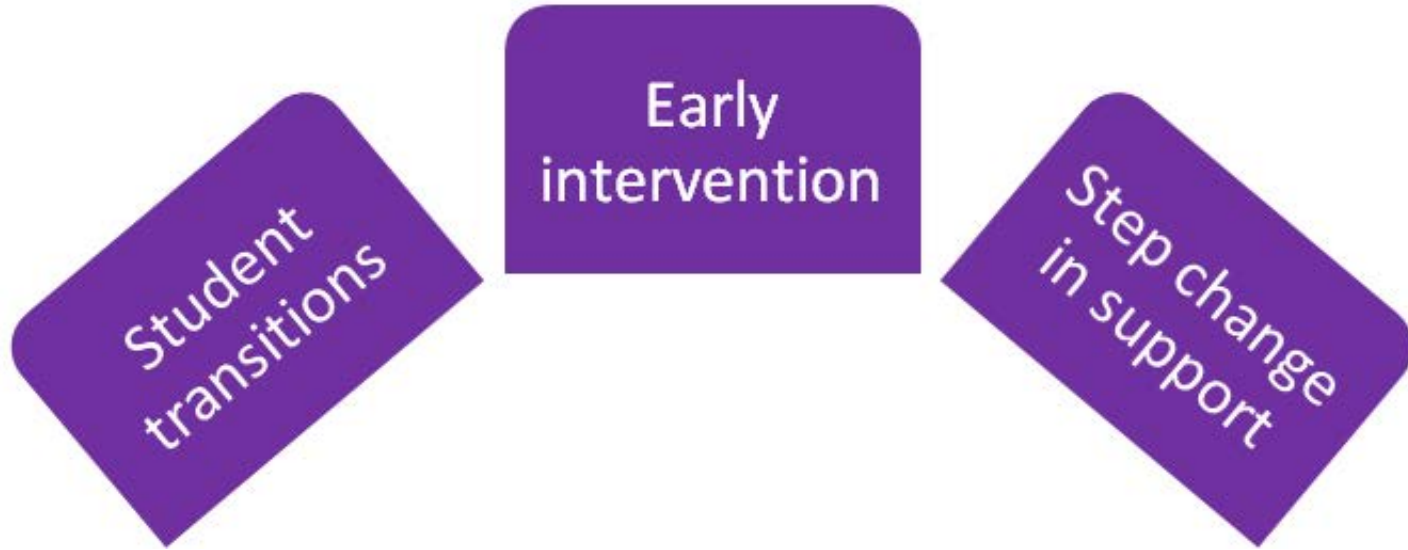 Student
transitions
Early
intervention
Step change
in support